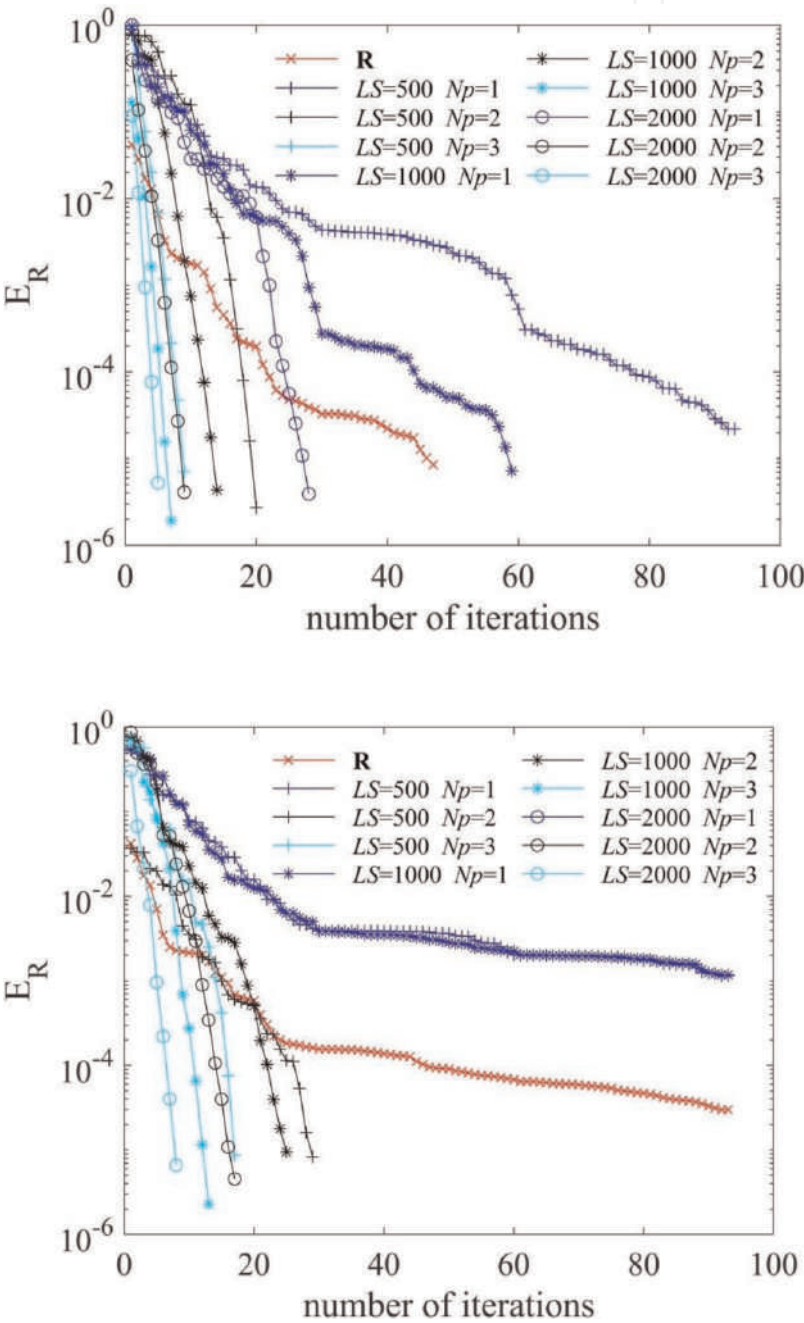 10^0
R
LS=1000 Np=2
LS=500 Np=1
LS=1000 Np=3
LS=500 Np=2
LS=2000 Np=1
LS=500 Np=3
LS=2000 Np=2
LS=1000 Np=1
LS=2000 Np=3
10^-2
E_R
10^-4
10^-6
0 20 40 60 80 100
number of iterations
10^0
R
LS=1000 Np=2
LS=500 Np=1
LS=1000 Np=3
LS=500 Np=2
LS=2000 Np=1
LS=500 Np=3
LS=2000 Np=2
LS=1000 Np=1
LS=2000 Np=3
10^-2
E_R
10^-4
10^-6
0 20 40 60 80 100
number of iterations